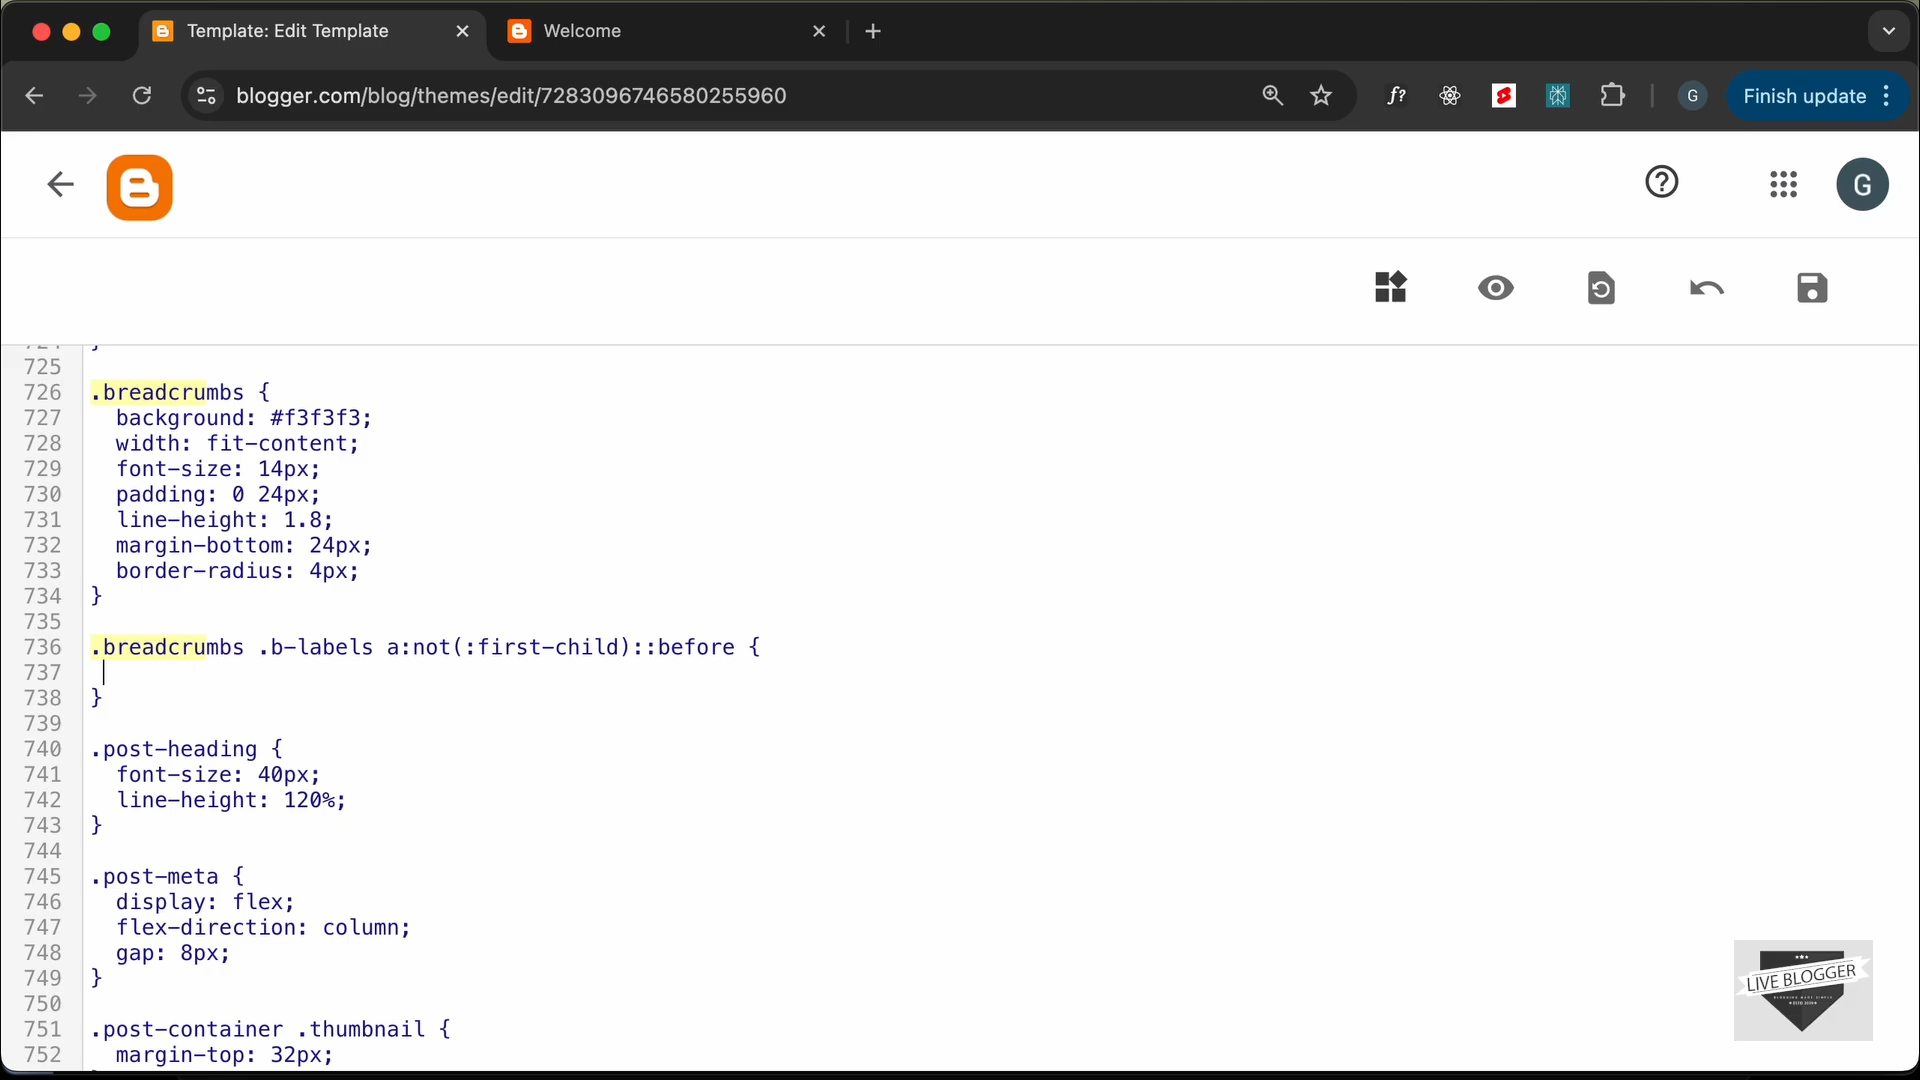 Template: Edit Template
Welcome
blogger.com/blog/themes/edit/7283096746580255960
f?
G
Finish update
G
725
726 .breadcrumbs {
727 background: #f3f3f3;
728 width: fit-content;
729 font-size: 14px;
730 padding: 0 24px;
731 line-height: 1.8;
732 margin-bottom: 24px;
733 border-radius: 4px;
734 }
735
736 .breadcrumbs .b-labels a:not(:first-child)::before {
737
738 }
739
740 .post-heading {
741 font-size: 40px;
742 line-height: 120%;
743 }
744
745 .post-meta {
746 display: flex;
747 flex-direction: column;
748 gap: 8px;
749 }
750
751 .post-container .thumbnail {
752 margin-top: 32px;
LIVE BLOGGER